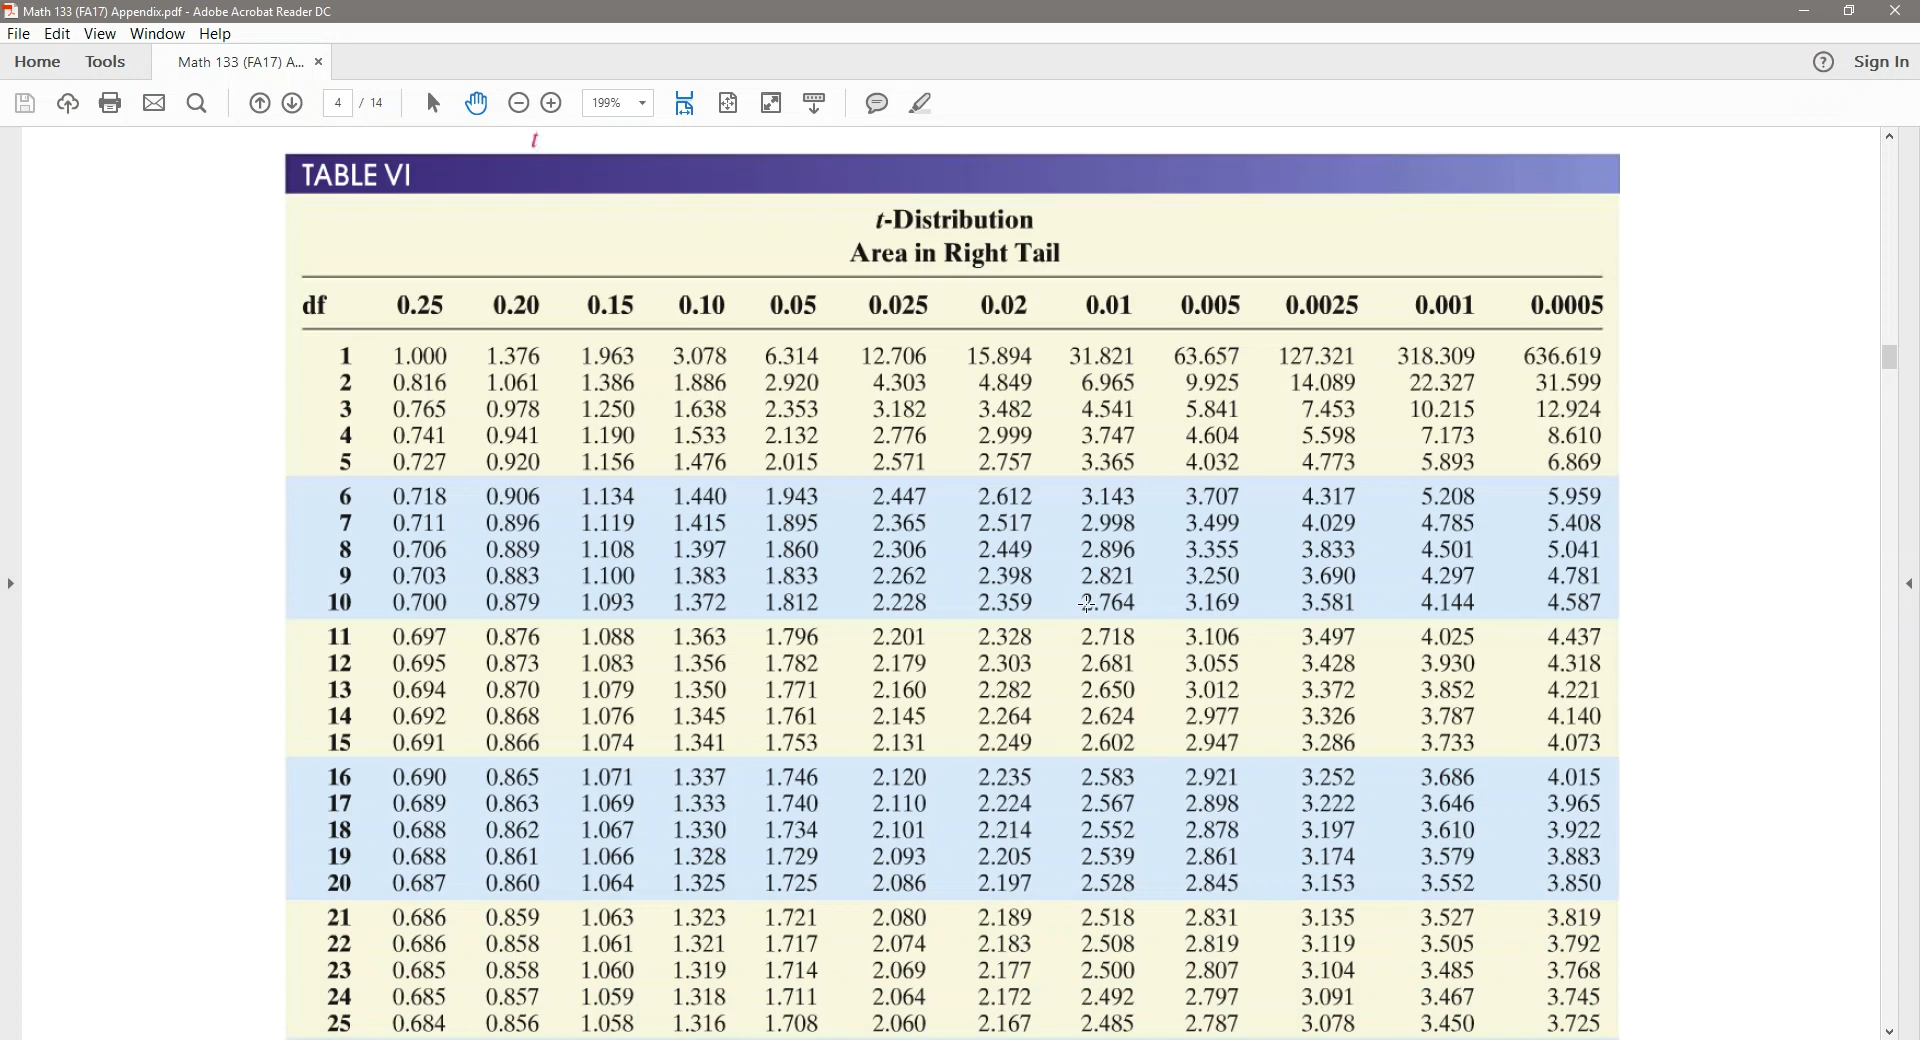 Math 133 (FA17) Appendix.pdf - Adobe Acrobat Reader DC
File Edit View Window Help
Home Tools Math 133 (FA17) A... × ? Sign In
4 / 14 199%
t
TABLE VI
t-Distribution
Area in Right Tail
df 0.25 0.20 0.15 0.10 0.05 0.025 0.02 0.01 0.005 0.0025 0.001 0.0005
1 1.000 1.376 1.963 3.078 6.314 12.706 15.894 31.821 63.657 127.321 318.309 636.619
2 0.816 1.061 1.386 1.886 2.920 4.303 4.849 6.965 9.925 14.089 22.327 31.599
3 0.765 0.978 1.250 1.638 2.353 3.182 3.482 4.541 5.841 7.453 10.215 12.924
4 0.741 0.941 1.190 1.533 2.132 2.776 2.999 3.747 4.604 5.598 7.173 8.610
5 0.727 0.920 1.156 1.476 2.015 2.571 2.757 3.365 4.032 4.773 5.893 6.869
6 0.718 0.906 1.134 1.440 1.943 2.447 2.612 3.143 3.707 4.317 5.208 5.959
7 0.711 0.896 1.119 1.415 1.895 2.365 2.517 2.998 3.499 4.029 4.785 5.408
8 0.706 0.889 1.108 1.397 1.860 2.306 2.449 2.896 3.355 3.833 4.501 5.041
9 0.703 0.883 1.100 1.383 1.833 2.262 2.398 2.821 3.250 3.690 4.297 4.781
10 0.700 0.879 1.093 1.372 1.812 2.228 2.359 2.764 3.169 3.581 4.144 4.587
11 0.697 0.876 1.088 1.363 1.796 2.201 2.328 2.718 3.106 3.497 4.025 4.437
12 0.695 0.873 1.083 1.356 1.782 2.179 2.303 2.681 3.055 3.428 3.930 4.318
13 0.694 0.870 1.079 1.350 1.771 2.160 2.282 2.650 3.012 3.372 3.852 4.221
14 0.692 0.868 1.076 1.345 1.761 2.145 2.264 2.624 2.977 3.326 3.787 4.140
15 0.691 0.866 1.074 1.341 1.753 2.131 2.249 2.602 2.947 3.286 3.733 4.073
16 0.690 0.865 1.071 1.337 1.746 2.120 2.235 2.583 2.921 3.252 3.686 4.015
17 0.689 0.863 1.069 1.333 1.740 2.110 2.224 2.567 2.898 3.222 3.646 3.965
18 0.688 0.862 1.067 1.330 1.734 2.101 2.214 2.552 2.878 3.197 3.610 3.922
19 0.688 0.861 1.066 1.328 1.729 2.093 2.205 2.539 2.861 3.174 3.579 3.883
20 0.687 0.860 1.064 1.325 1.725 2.086 2.197 2.528 2.845 3.153 3.552 3.850
21 0.686 0.859 1.063 1.323 1.721 2.080 2.189 2.518 2.831 3.135 3.527 3.819
22 0.686 0.858 1.061 1.321 1.717 2.074 2.183 2.508 2.819 3.119 3.505 3.792
23 0.685 0.858 1.060 1.319 1.714 2.069 2.177 2.500 2.807 3.104 3.485 3.768
24 0.685 0.857 1.059 1.318 1.711 2.064 2.172 2.492 2.797 3.091 3.467 3.745
25 0.684 0.856 1.058 1.316 1.708 2.060 2.167 2.485 2.787 3.078 3.450 3.725